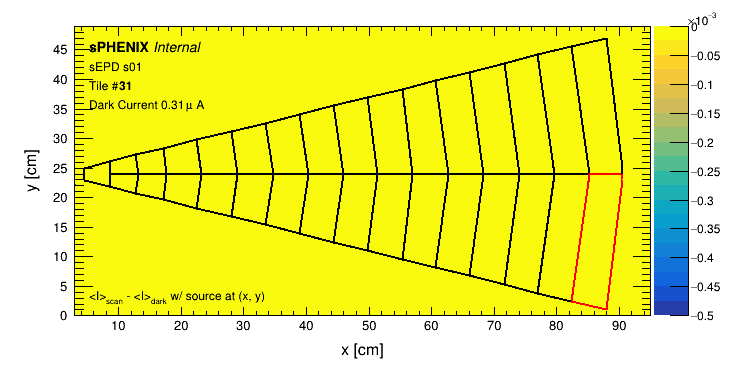 ×10⁻³
sPHENIX Internal
sEPD s01
Tile #31
Dark Current 0.31 μ A
45
40
35
30
25
20
15
10
5
0
y [cm]
<I>scan - <I>dark w/ source at (x, y)
10 20 30 40 50 60 70 80 90
x [cm]
0
−0.05
−0.1
−0.15
−0.2
−0.25
−0.3
−0.35
−0.4
−0.45
−0.5